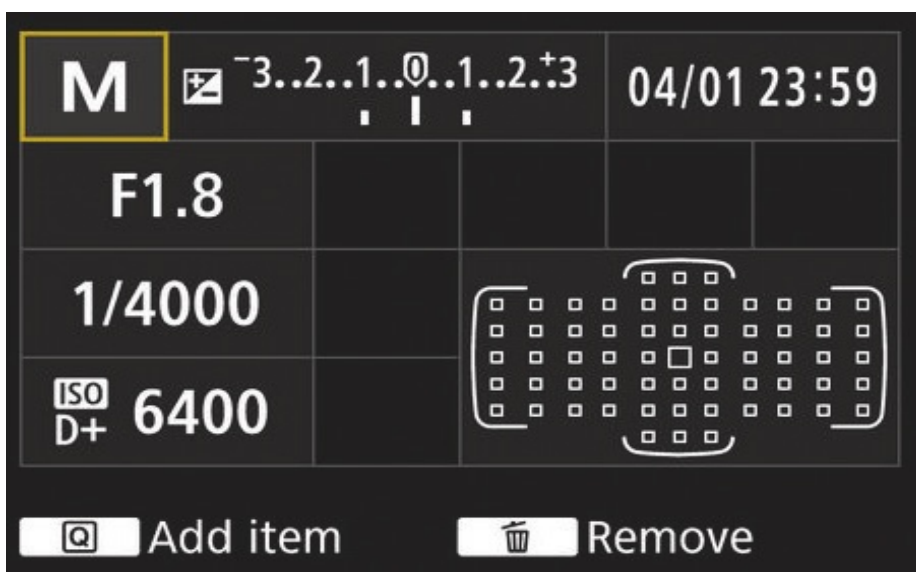 M -3..2..1..0..1..2.+3 04/01 23:59
F1.8
1/4000
ISO
D+ 6400
Q Add item Remove